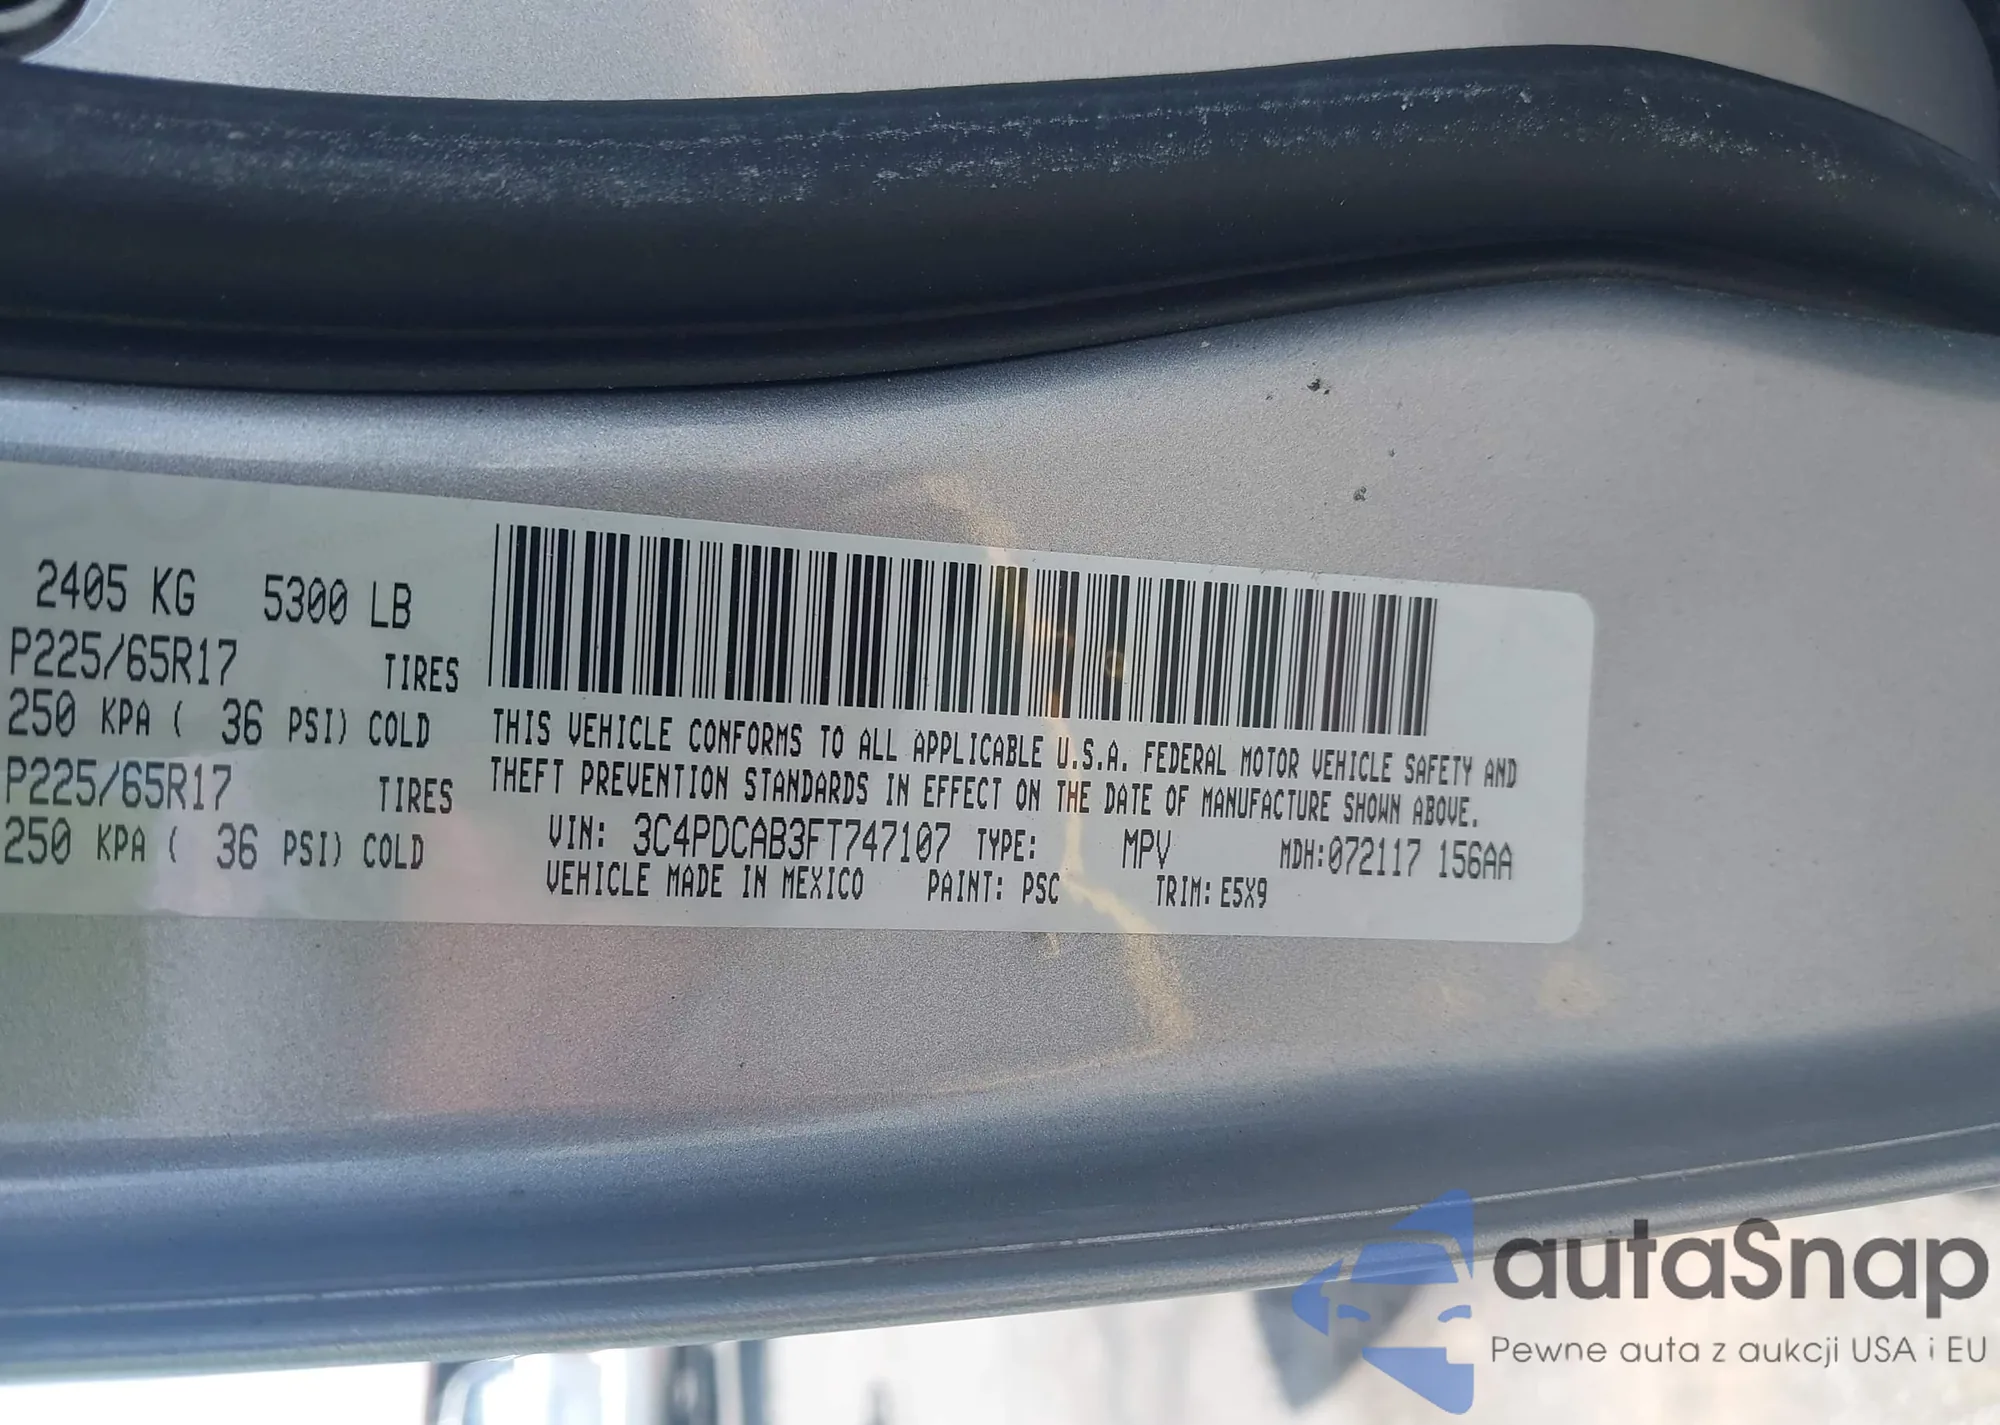 2405 KG 5300 LB
P225/65R17 TIRES
250 KPA ( 36 PSI) COLD
P225/65R17 TIRES
250 KPA ( 36 PSI) COLD
THIS VEHICLE CONFORMS TO ALL APPLICABLE U.S.A. FEDERAL MOTOR VEHICLE SAFETY AND
THEFT PREVENTION STANDARDS IN EFFECT ON THE DATE OF MANUFACTURE SHOWN ABOVE.
VIN: 3C4PDCAB3FT747107 TYPE: MPV MDH:072117 156AA
VEHICLE MADE IN MEXICO PAINT: PSC TRIM: E5X9
autaSnap
Pewne auta z aukcji USA i EU